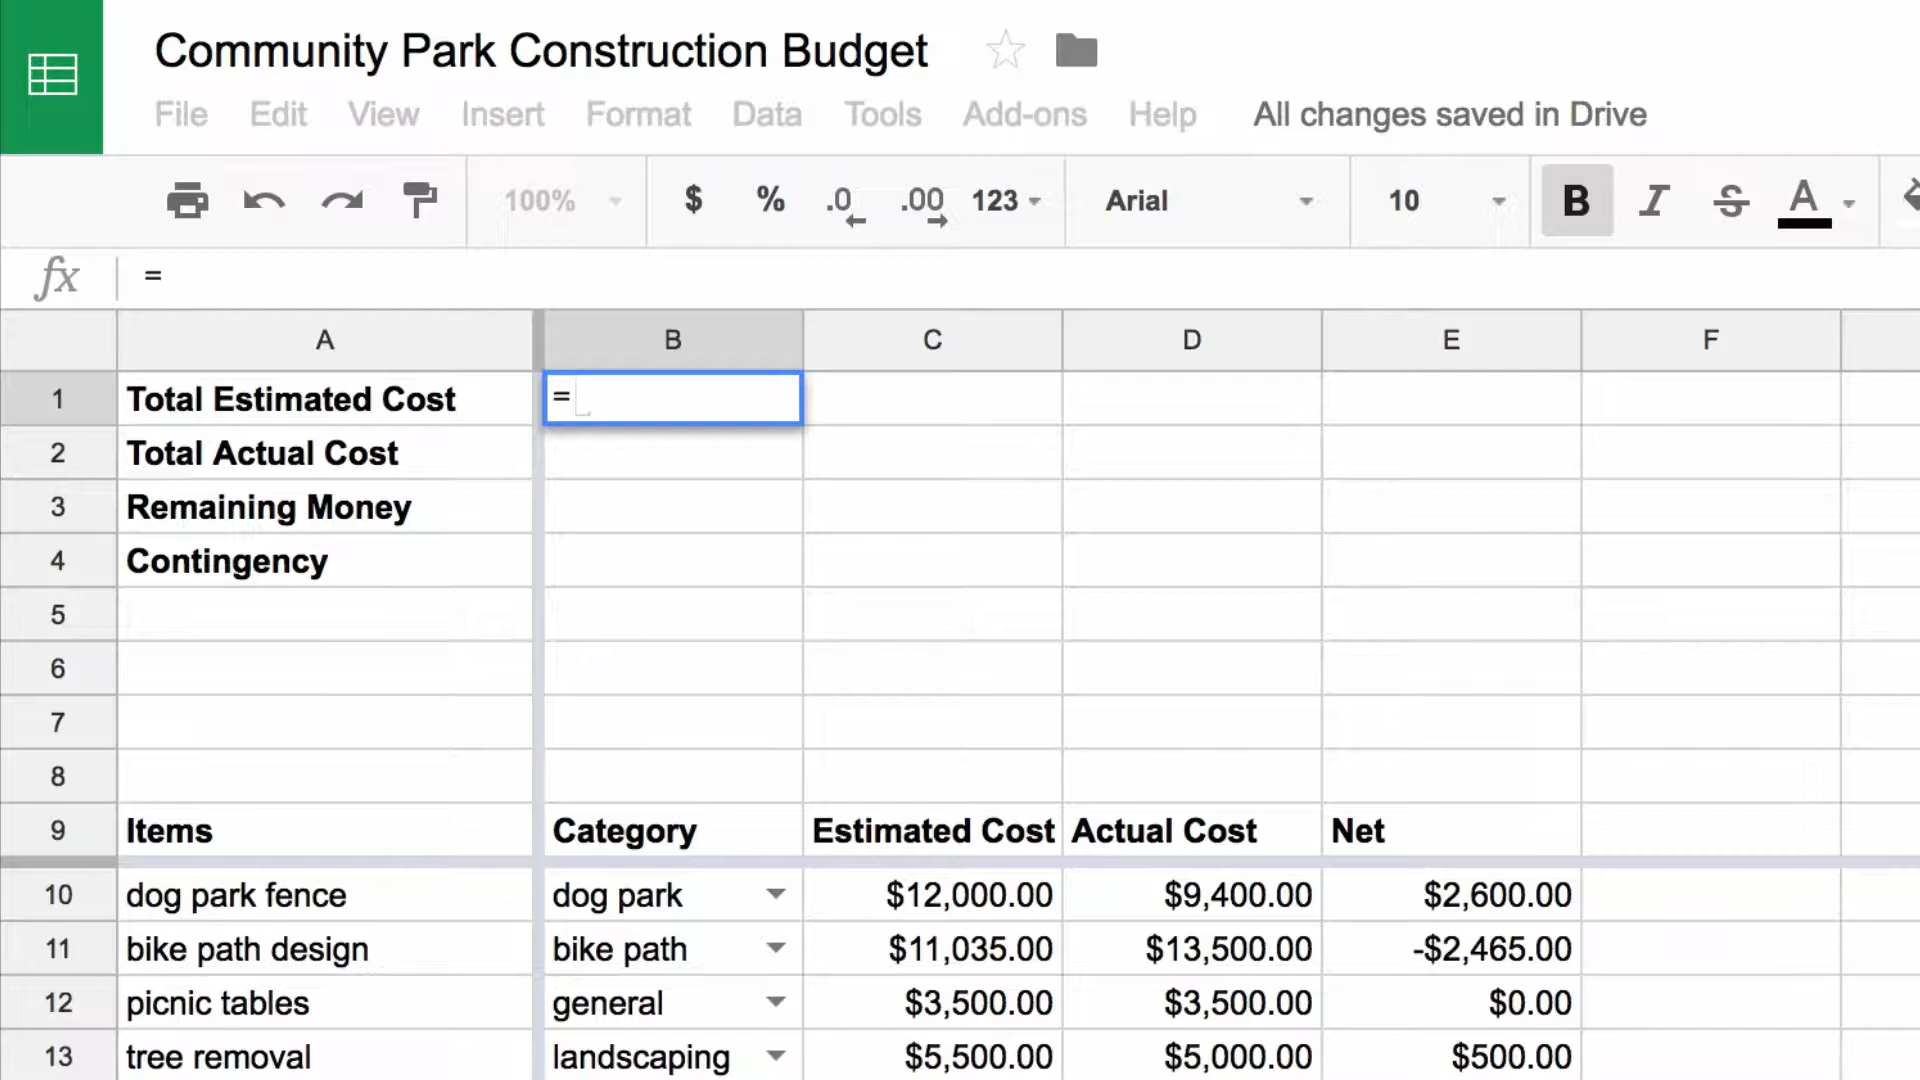 Community Park Construction Budget
File Edit View Insert Format Data Tools Add-ons Help All changes saved in Drive
100% $ % .0 .00 123 Arial 10 B I S A
fx =
A B C D E F
1 Total Estimated Cost =
2 Total Actual Cost
3 Remaining Money
4 Contingency
5
6
7
8
9 Items Category Estimated Cost Actual Cost Net
10 dog park fence dog park $12,000.00 $9,400.00 $2,600.00
11 bike path design bike path $11,035.00 $13,500.00 -$2,465.00
12 picnic tables general $3,500.00 $3,500.00 $0.00
13 tree removal landscaping $5,500.00 $5,000.00 $500.00